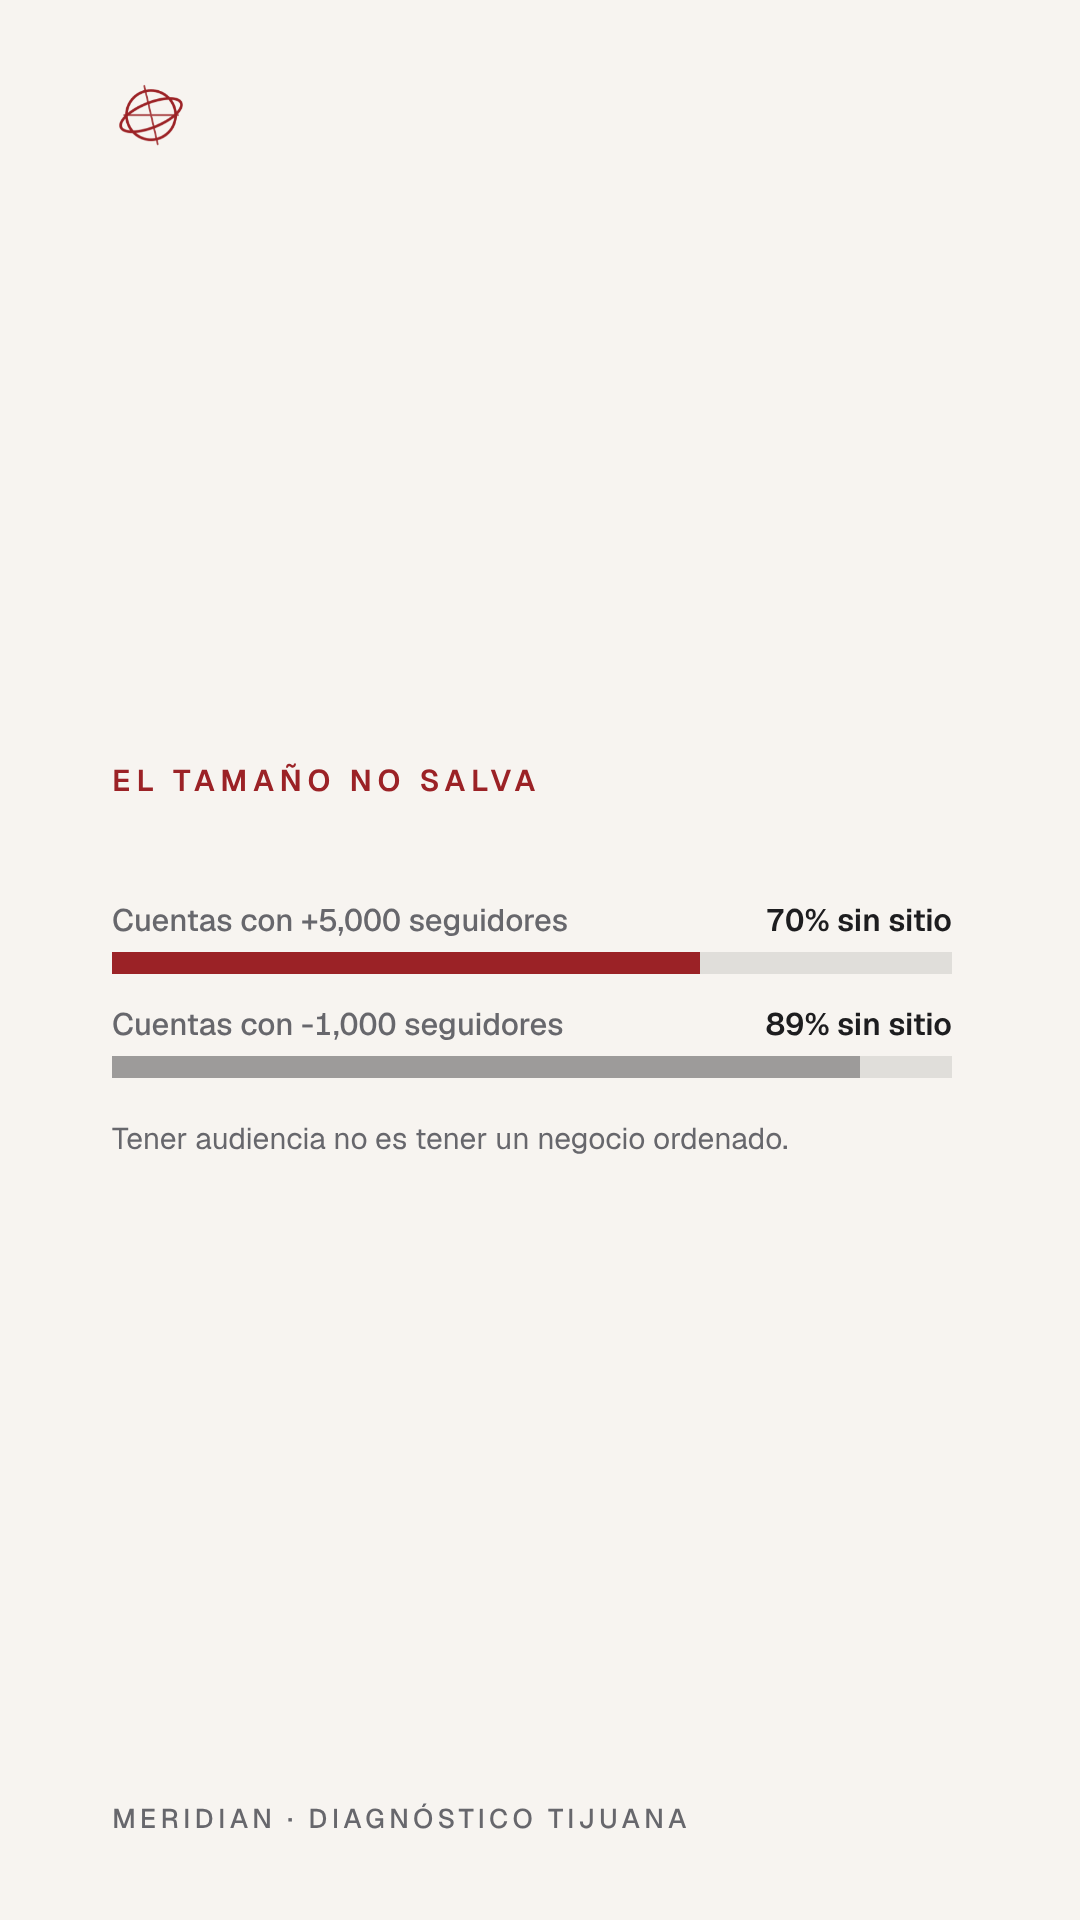 EL TAMAÑO NO SALVA
Cuentas con +5,000 seguidores 70% sin sitio
Cuentas con -1,000 seguidores 89% sin sitio
Tener audiencia no es tener un negocio ordenado.
MERIDIAN · DIAGNÓSTICO TIJUANA